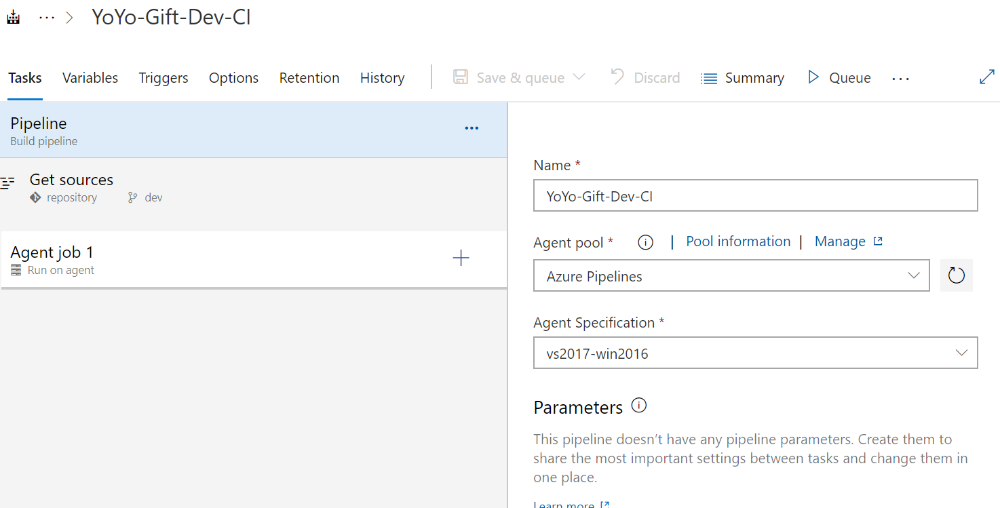 YoYo-Gift-Dev-CI
Tasks Variables Triggers Options Retention History Save & queue Discard Summary Queue
Pipeline
Build pipeline
Get sources
repository dev
Agent job 1
Run on agent
Name *
YoYo-Gift-Dev-CI
Agent pool * | Pool information | Manage
Azure Pipelines
Agent Specification *
vs2017-win2016
Parameters
This pipeline doesn't have any pipeline parameters. Create them to
share the most important settings between tasks and change them in
one place.
Learn more